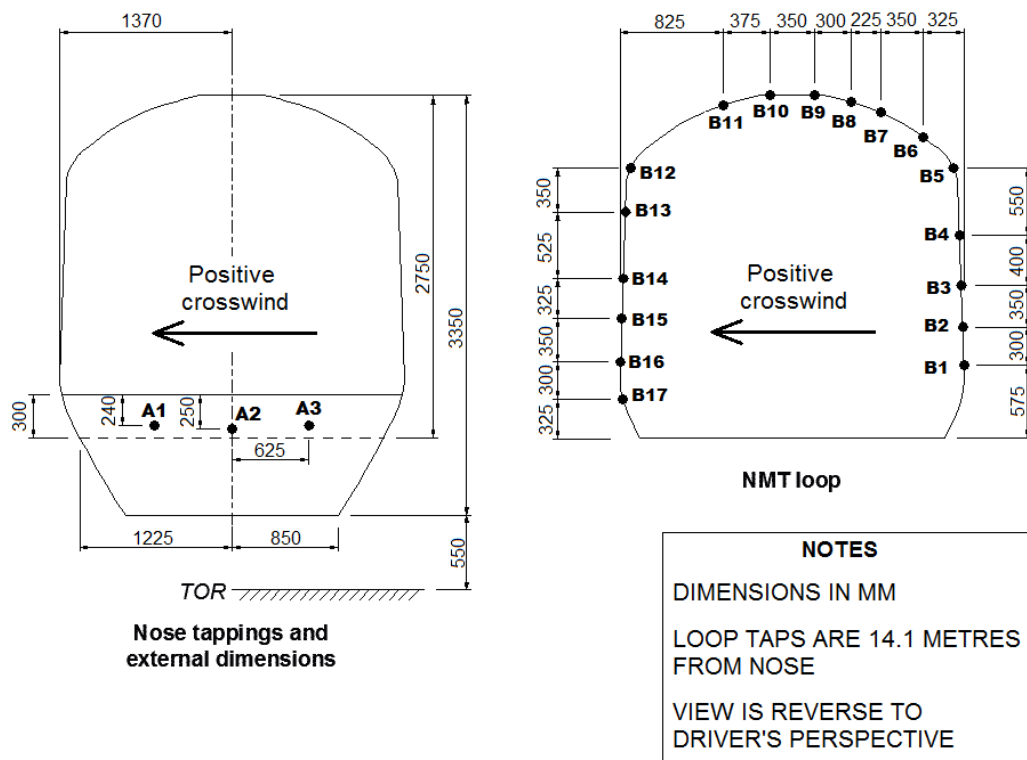 1370
825
375
350
300
225
350
325
B11
B10
B9
B8
B7
B6
B12
B5
350
B13
550
525
B4
400
B14
B3
325
B15
B2
350
350
B16
B1
300
300
B17
325
575
Positive
crosswind
Positive
crosswind
2750
3350
300
240
A1
250
A2
A3
625
1225
850
550
TOR
Nose tappings and
external dimensions
NMT loop
NOTES
DIMENSIONS IN MM
LOOP TAPS ARE 14.1 METRES
FROM NOSE
VIEW IS REVERSE TO
DRIVER'S PERSPECTIVE